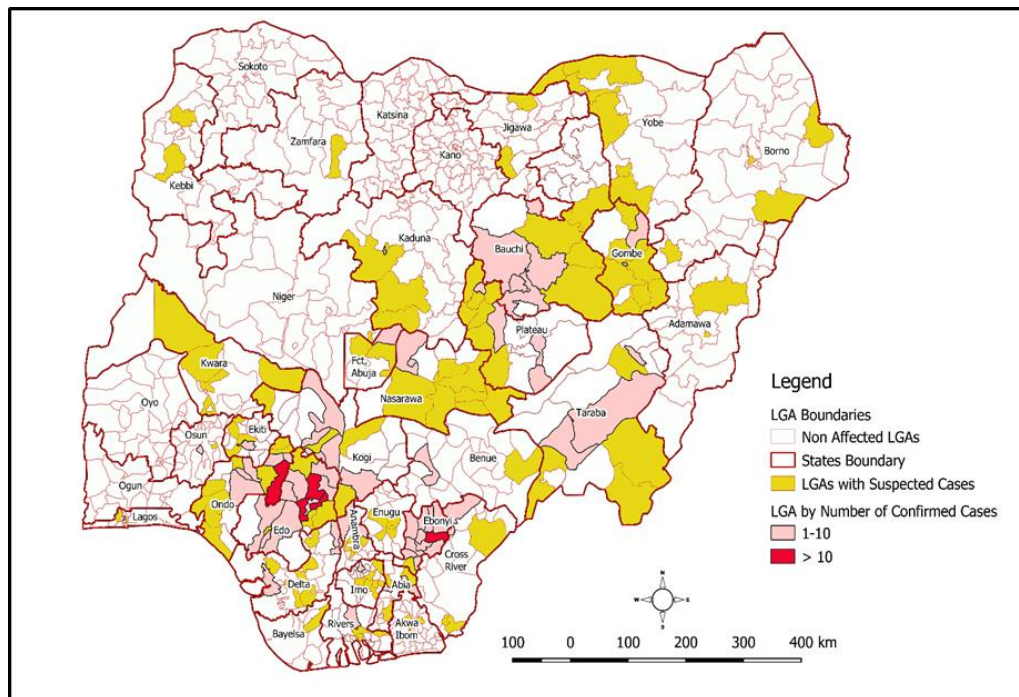 Sokoto
Katsina
Jigawa
Yobe
Zamfara
Kano
Borno
Kebbi
Kaduna
Bauchi
Gombe
Niger
Plateau
Adamawa
Fct,
Abuja
Kwara
Nasarawa
Oyo
Taraba
Osun
Ekiti
Kogi
Benue
Ogun
Lagos
Ondo
Edo
Anambra
Enugu
Ebonyi
Cross
River
Delta
Imo
Abia
Bayelsa
Rivers
Akwa
Ibom
Legend
LGA Boundaries
Non Affected LGAs
States Boundary
LGAs with Suspected Cases
LGA by Number of Confirmed Cases
1-10
> 10
N
W
E
S
100 0 100 200 300 400 km